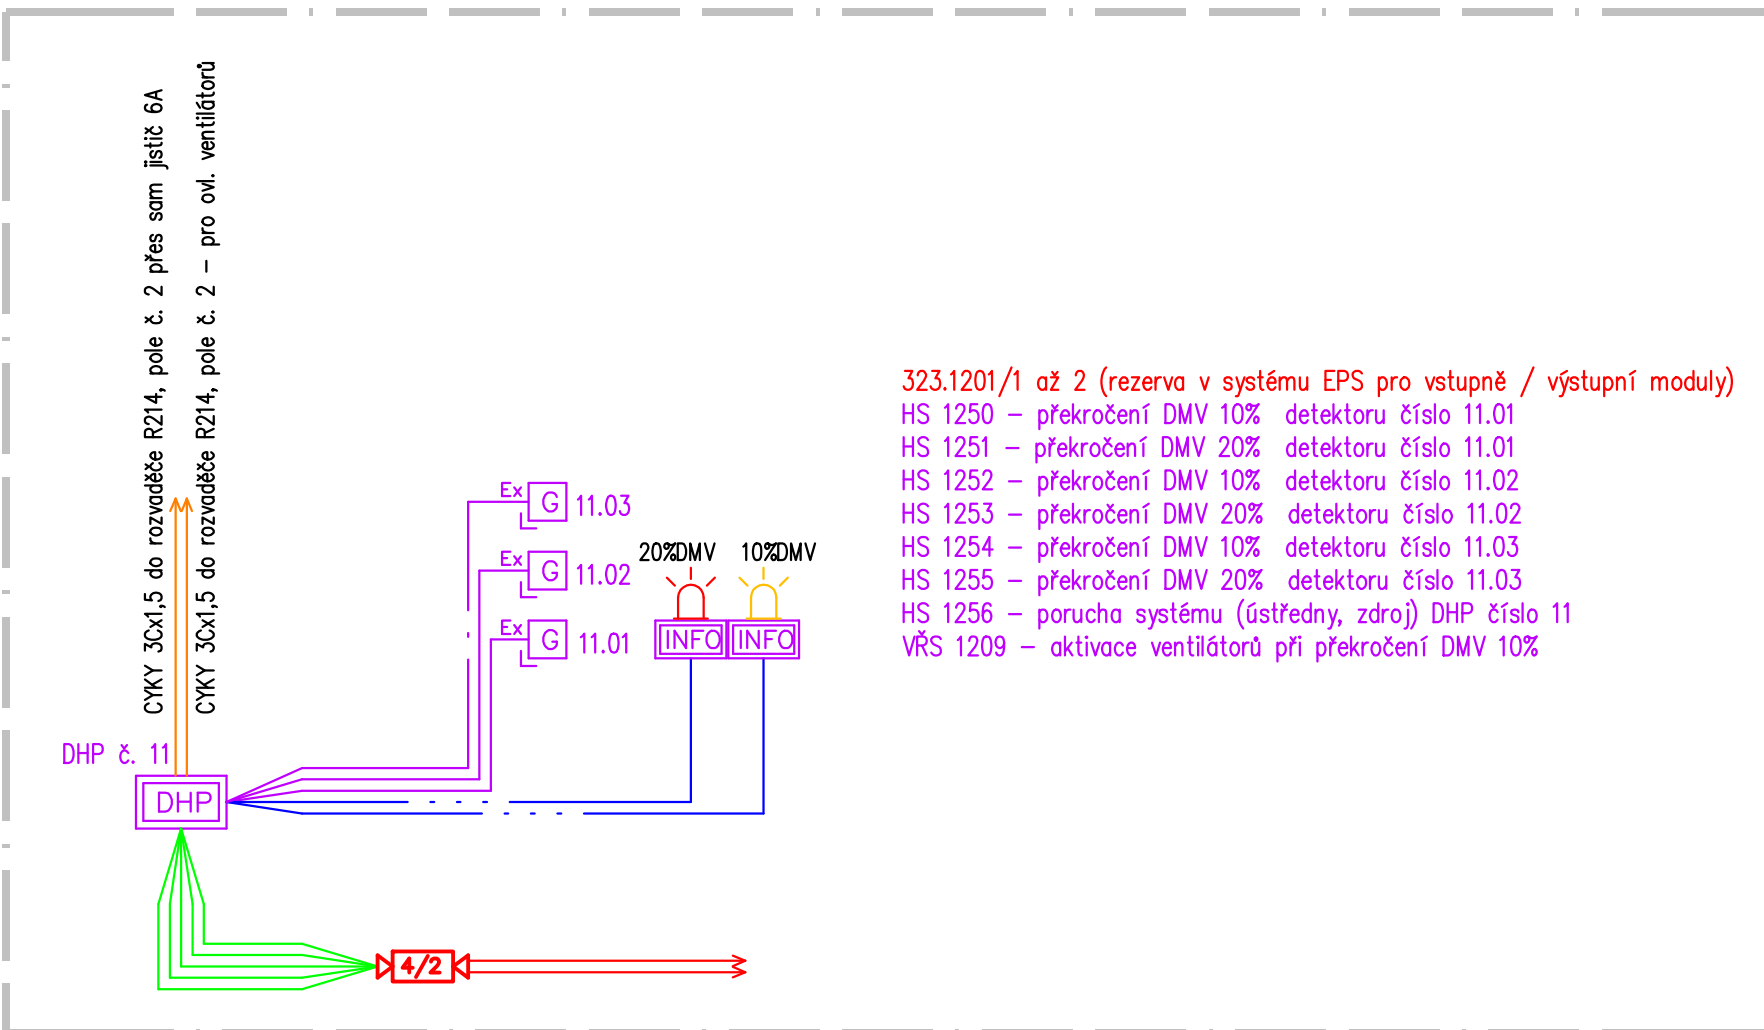 CYKY 3Cx1,5 do rozvaděče R214, pole č. 2 přes sam jistič 6A
CYKY 3Cx1,5 do rozvaděče R214, pole č. 2 – pro ovl. ventilátorů
323.1201/1 až 2 (rezerva v systému EPS pro vstupně / výstupní moduly)
HS 1250 – překročení DMV 10% detektoru číslo 11.01
HS 1251 – překročení DMV 20% detektoru číslo 11.01
HS 1252 – překročení DMV 10% detektoru číslo 11.02
HS 1253 – překročení DMV 20% detektoru číslo 11.02
HS 1254 – překročení DMV 10% detektoru číslo 11.03
HS 1255 – překročení DMV 20% detektoru číslo 11.03
HS 1256 – porucha systému (ústředny, zdroj) DHP číslo 11
VŘS 1209 – aktivace ventilátorů při překročení DMV 10%
Ex G 11.03
Ex G 11.02
Ex G 11.01
20%DMV 10%DMV
INFO INFO
DHP č. 11
DHP
4/2